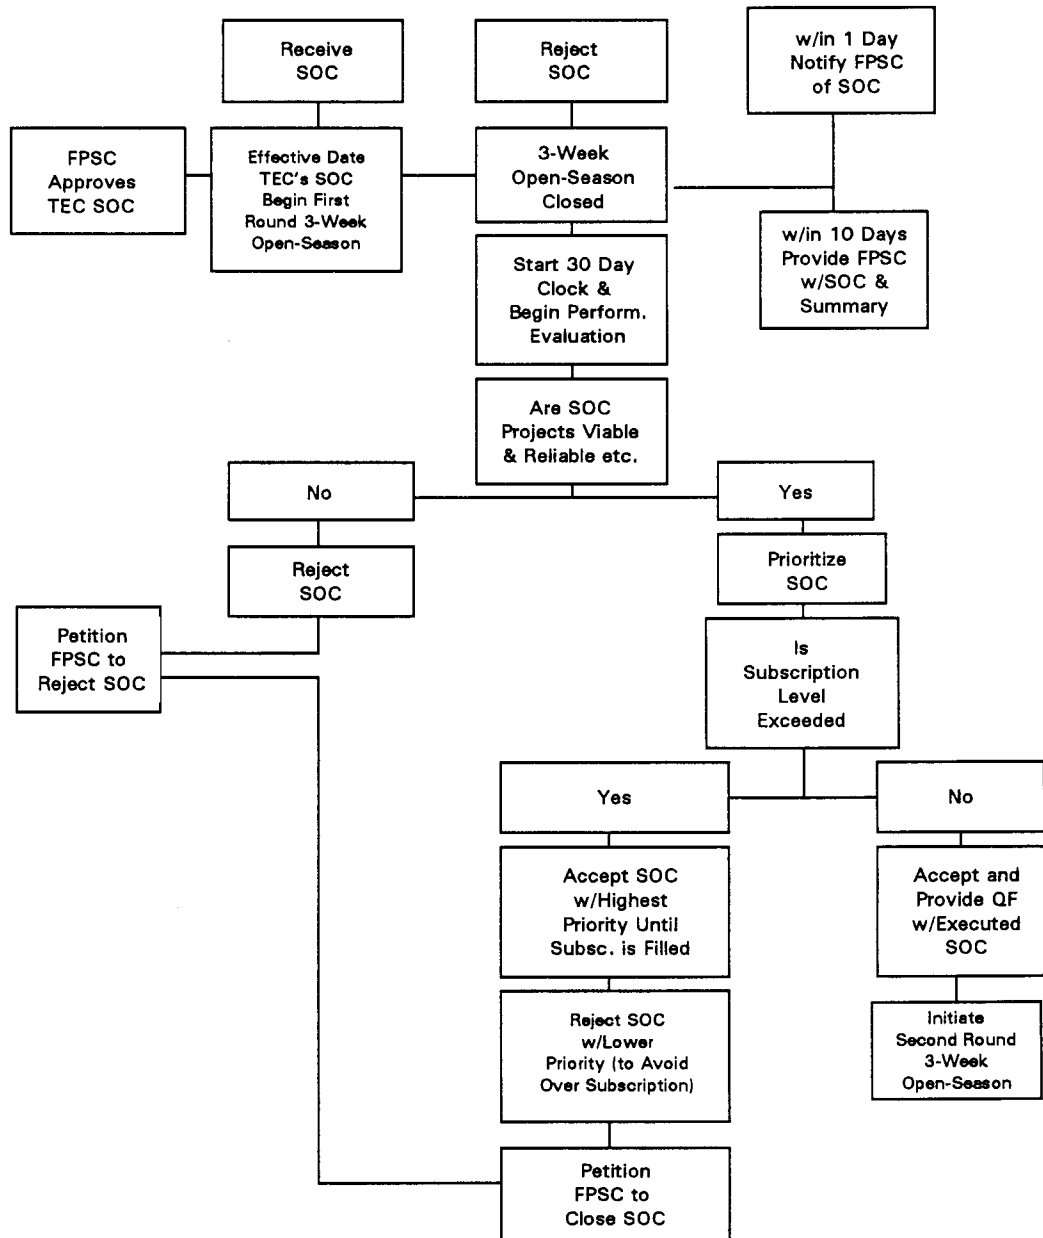 Receive
SOC
Reject
SOC
w/in 1 Day
Notify FPSC
of SOC
FPSC
Approves
TEC SOC
Effective Date
TEC's SOC
Begin First
Round 3-Week
Open-Season
3-Week
Open-Season
Closed
w/in 10 Days
Provide FPSC
w/SOC &
Summary
Start 30 Day
Clock &
Begin Perform.
Evaluation
Are SOC
Projects Viable
& Reliable etc.
No
Yes
Reject
SOC
Prioritize
SOC
Petition
FPSC to
Reject SOC
Is
Subscription
Level
Exceeded
Yes
No
Accept SOC
w/Highest
Priority Until
Subsc. is Filled
Accept and
Provide QF
w/Executed
SOC
Reject SOC
w/Lower
Priority (to Avoid
Over Subscription)
Initiate
Second Round
3-Week
Open-Season
Petition
FPSC to
Close SOC